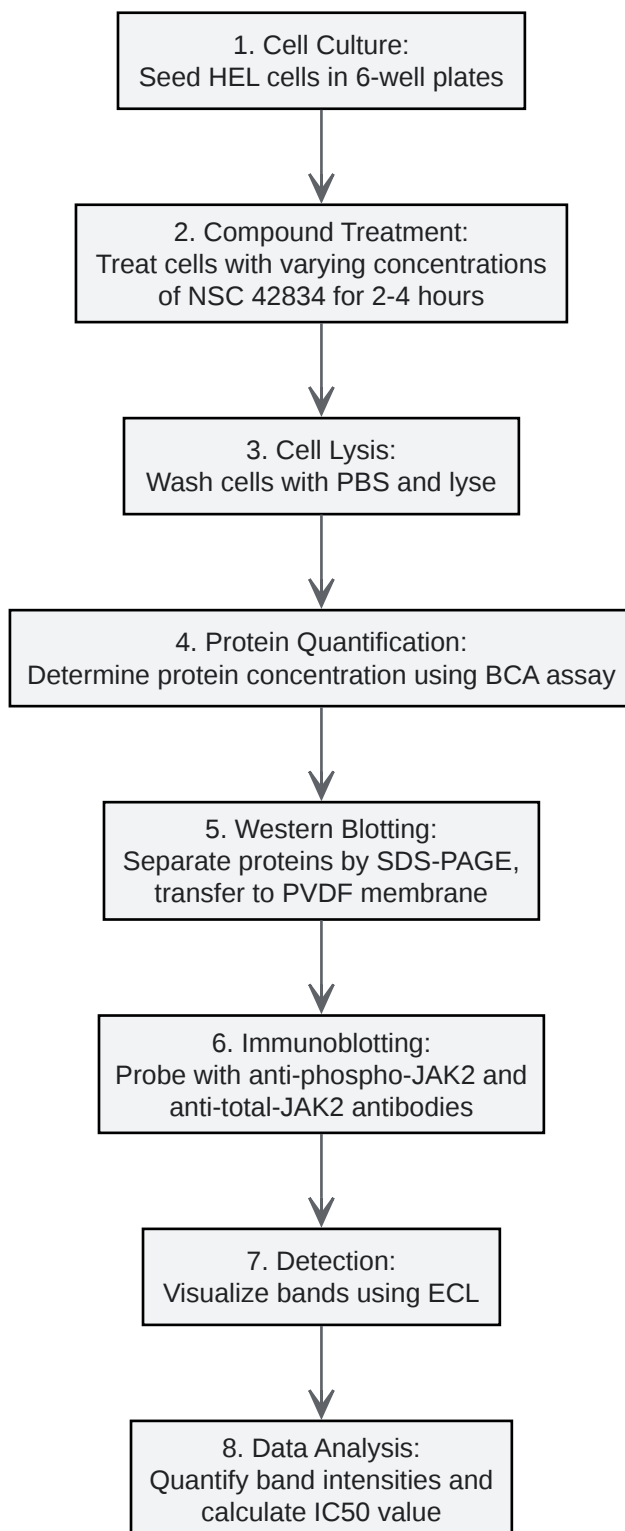 1. Cell Culture:
Seed HEL cells in 6-well plates
2. Compound Treatment:
Treat cells with varying concentrations
of NSC 42834 for 2-4 hours
3. Cell Lysis:
Wash cells with PBS and lyse
4. Protein Quantification:
Determine protein concentration using BCA assay
5. Western Blotting:
Separate proteins by SDS-PAGE,
transfer to PVDF membrane
6. Immunoblotting:
Probe with anti-phospho-JAK2 and
anti-total-JAK2 antibodies
7. Detection:
Visualize bands using ECL
8. Data Analysis:
Quantify band intensities and
calculate IC50 value